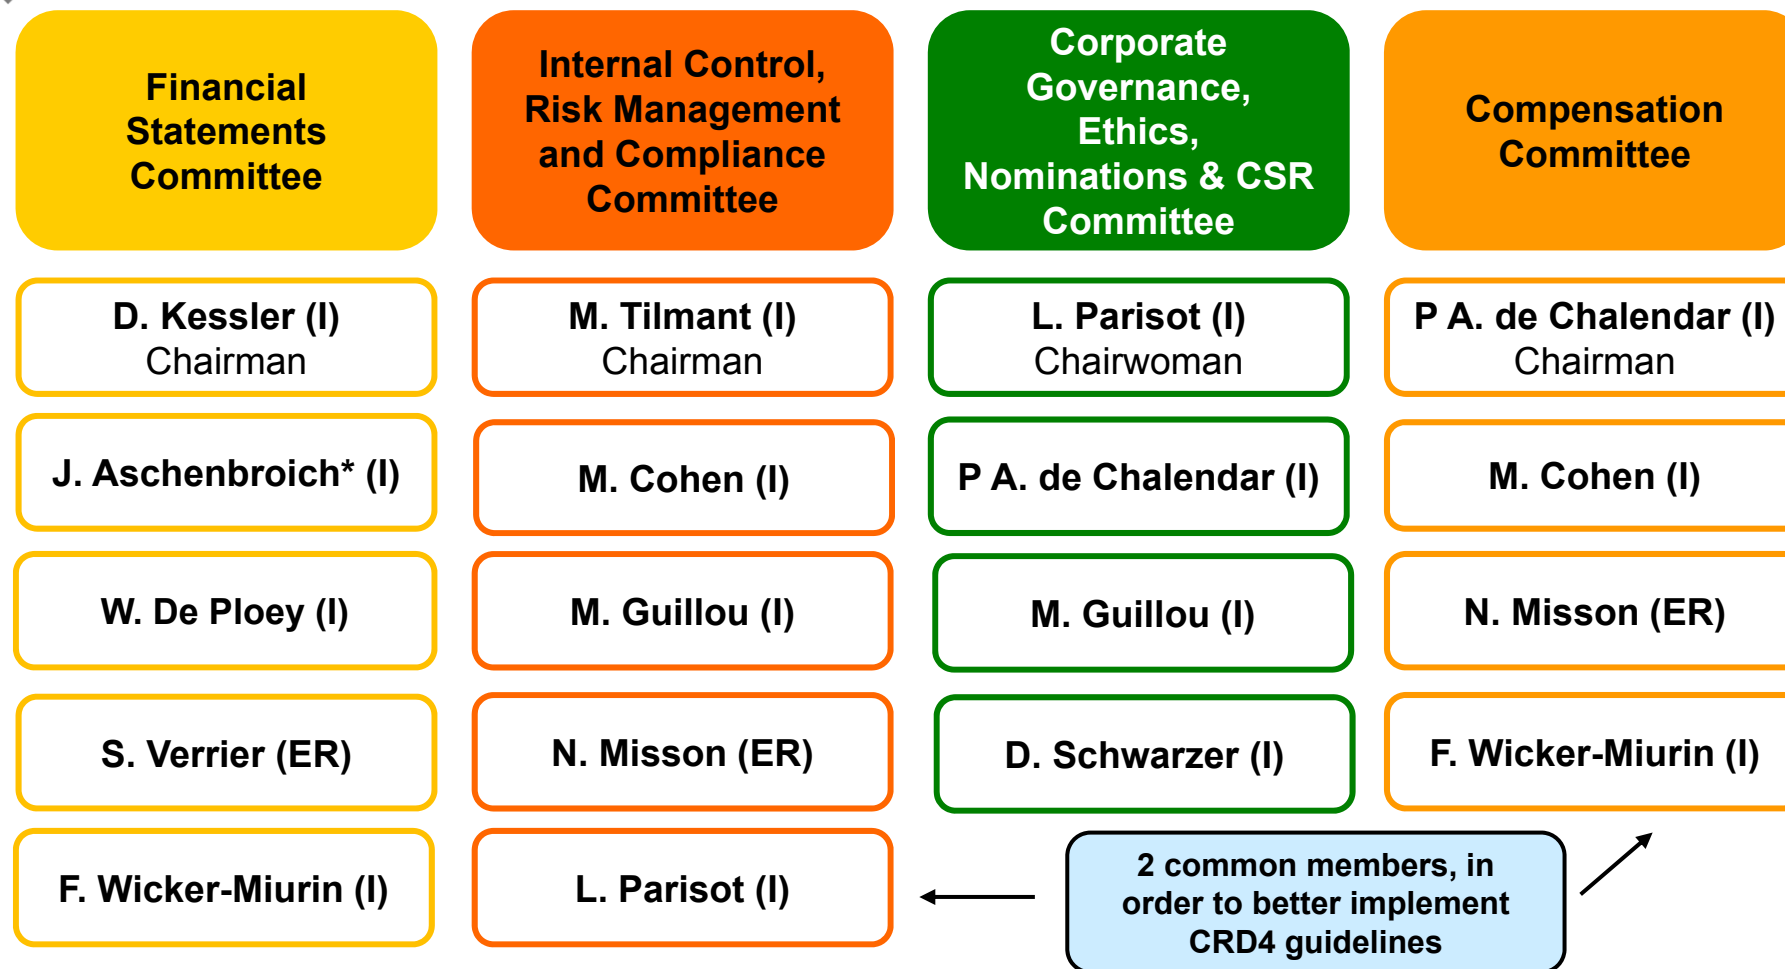 Financial
Statements
Committee
D. Kessler (I)
Chairman
J. Aschenbroich* (I)
W. De Ploey (I)
S. Verrier (ER)
F. Wicker-Miurin (I)
Internal Control,
Risk Management
and Compliance
Committee
M. Tilmant (I)
Chairman
M. Cohen (I)
M. Guillou (I)
N. Misson (ER)
L. Parisot (I)
Corporate
Governance,
Ethics,
Nominations & CSR
Committee
L. Parisot (I)
Chairwoman
P A. de Chalendar (I)
M. Guillou (I)
D. Schwarzer (I)
Compensation
Committee
P A. de Chalendar (I)
Chairman
M. Cohen (I)
N. Misson (ER)
F. Wicker-Miurin (I)
2 common members, in
order to better implement
CRD4 guidelines